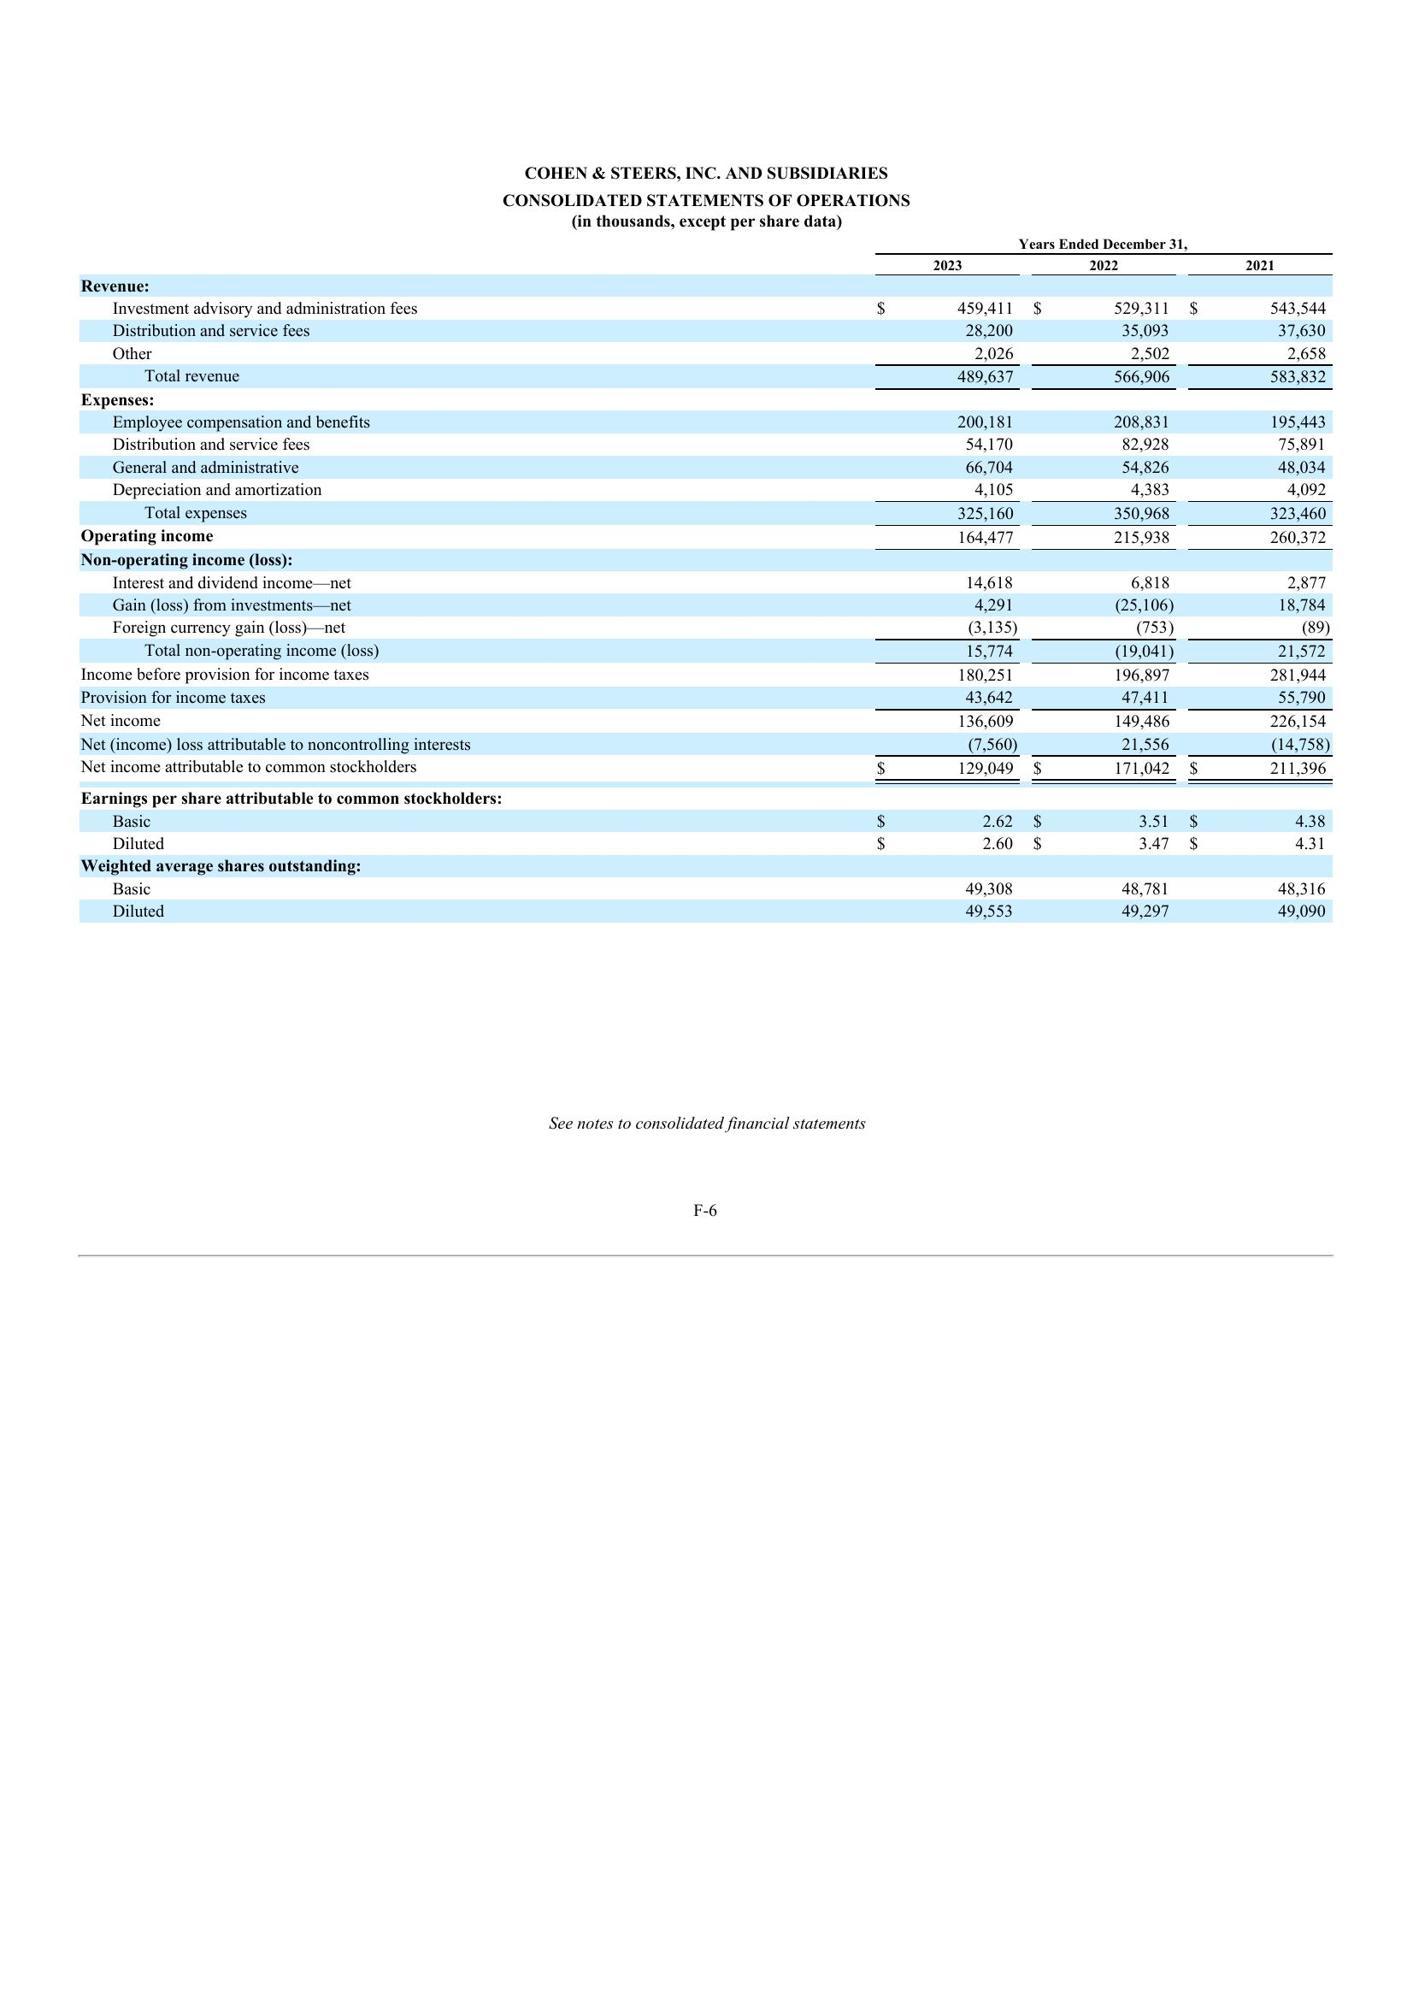 COHEN & STEERS, INC. AND SUBSIDIARIES
CONSOLIDATED STATEMENTS OF OPERATIONS
(in thousands, except per share data)
Years Ended December 31,
2023 2022 2021
Revenue:
Investment advisory and administration fees $ 459,411 $ 529,311 $ 543,544
Distribution and service fees 28,200 35,093 37,630
Other 2,026 2,502 2,658
Total revenue 489,637 566,906 583,832
Expenses:
Employee compensation and benefits 200,181 208,831 195,443
Distribution and service fees 54,170 82,928 75,891
General and administrative 66,704 54,826 48,034
Depreciation and amortization 4,105 4,383 4,092
Total expenses 325,160 350,968 323,460
Operating income 164,477 215,938 260,372
Non-operating income (loss):
Interest and dividend income—net 14,618 6,818 2,877
Gain (loss) from investments—net 4,291 (25,106) 18,784
Foreign currency gain (loss)—net (3,135) (753) (89)
Total non-operating income (loss) 15,774 (19,041) 21,572
Income before provision for income taxes 180,251 196,897 281,944
Provision for income taxes 43,642 47,411 55,790
Net income 136,609 149,486 226,154
Net (income) loss attributable to noncontrolling interests (7,560) 21,556 (14,758)
Net income attributable to common stockholders $ 129,049 $ 171,042 $ 211,396
Earnings per share attributable to common stockholders:
Basic $ 2.62 $ 3.51 $ 4.38
Diluted $ 2.60 $ 3.47 $ 4.31
Weighted average shares outstanding:
Basic 49,308 48,781 48,316
Diluted 49,553 49,297 49,090
See notes to consolidated financial statements
F-6